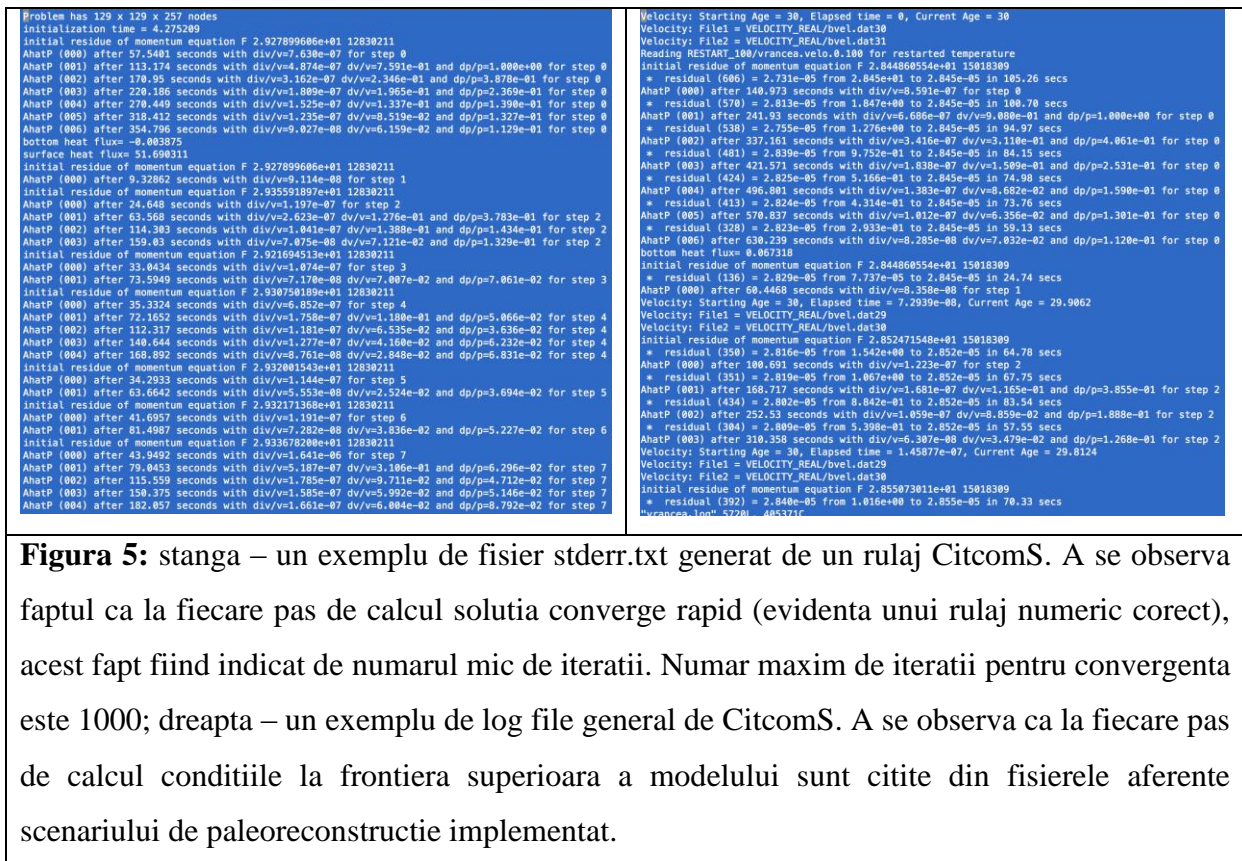 Problem has 129 x 129 x 257 nodes
initialization time = 4.275209
initial residue of momentum equation F 2.927899606e+01 12830211
AhatP (000) after 57.5401 seconds with div/v=7.630e-07 for step 0
AhatP (001) after 113.174 seconds with div/v=4.874e-07 dv/v=7.591e-01 and dp/p=1.000e+00 for step 0
AhatP (002) after 170.95 seconds with div/v=3.162e-07 dv/v=2.346e-01 and dp/p=3.878e-01 for step 0
AhatP (003) after 220.186 seconds with div/v=1.809e-07 dv/v=1.965e-01 and dp/p=2.369e-01 for step 0
AhatP (004) after 270.449 seconds with div/v=1.525e-07 dv/v=1.337e-01 and dp/p=1.390e-01 for step 0
AhatP (005) after 318.412 seconds with div/v=1.235e-07 dv/v=8.519e-02 and dp/p=1.327e-01 for step 0
AhatP (006) after 354.796 seconds with div/v=9.027e-08 dv/v=6.159e-02 and dp/p=1.129e-01 for step 0
bottom heat flux= -0.003875
surface heat flux= 51.690311
initial residue of momentum equation F 2.927899606e+01 12830211
AhatP (000) after 9.32862 seconds with div/v=9.114e-08 for step 1
initial residue of momentum equation F 2.935591897e+01 12830211
AhatP (000) after 24.648 seconds with div/v=1.197e-07 for step 2
AhatP (001) after 63.568 seconds with div/v=2.623e-07 dv/v=1.276e-01 and dp/p=3.783e-01 for step 2
AhatP (002) after 114.303 seconds with div/v=1.041e-07 dv/v=1.388e-01 and dp/p=1.434e-01 for step 2
AhatP (003) after 159.03 seconds with div/v=7.075e-08 dv/v=7.121e-02 and dp/p=1.329e-01 for step 2
initial residue of momentum equation F 2.921694513e+01 12830211
AhatP (000) after 33.0434 seconds with div/v=1.074e-07 for step 3
AhatP (001) after 73.5949 seconds with div/v=7.170e-08 dv/v=7.007e-02 and dp/p=7.061e-02 for step 3
initial residue of momentum equation F 2.930750189e+01 12830211
AhatP (000) after 35.3324 seconds with div/v=6.852e-07 for step 4
AhatP (001) after 72.1652 seconds with div/v=1.758e-07 dv/v=1.180e-01 and dp/p=5.066e-02 for step 4
AhatP (002) after 112.317 seconds with div/v=1.181e-07 dv/v=6.535e-02 and dp/p=3.636e-02 for step 4
AhatP (003) after 140.644 seconds with div/v=1.277e-07 dv/v=4.160e-02 and dp/p=6.232e-02 for step 4
AhatP (004) after 168.892 seconds with div/v=8.761e-08 dv/v=2.848e-02 and dp/p=6.831e-02 for step 4
initial residue of momentum equation F 2.932001543e+01 12830211
AhatP (000) after 34.2933 seconds with div/v=1.144e-07 for step 5
AhatP (001) after 63.6642 seconds with div/v=5.553e-08 dv/v=2.524e-02 and dp/p=3.694e-02 for step 5
initial residue of momentum equation F 2.932171368e+01 12830211
AhatP (000) after 41.6957 seconds with div/v=1.191e-07 for step 6
AhatP (001) after 81.4987 seconds with div/v=7.282e-08 dv/v=3.836e-02 and dp/p=5.227e-02 for step 6
initial residue of momentum equation F 2.933678200e+01 12830211
AhatP (000) after 43.9492 seconds with div/v=1.641e-06 for step 7
AhatP (001) after 79.0453 seconds with div/v=5.187e-07 dv/v=3.106e-01 and dp/p=6.296e-02 for step 7
AhatP (002) after 115.559 seconds with div/v=1.785e-07 dv/v=9.711e-02 and dp/p=4.712e-02 for step 7
AhatP (003) after 150.375 seconds with div/v=1.585e-07 dv/v=5.992e-02 and dp/p=5.146e-02 for step 7
AhatP (004) after 182.057 seconds with div/v=1.661e-07 dv/v=6.004e-02 and dp/p=8.792e-02 for step 7
Velocity: Starting Age = 30, Elapsed time = 0, Current Age = 30
Velocity: File1 = VELOCITY_REAL/bvel.dat30
Velocity: File2 = VELOCITY_REAL/bvel.dat31
Reading RESTART_100/vrancea.velo.0.100 for restarted temperature
initial residue of momentum equation F 2.844860554e+01 15018309
* residual (606) = 2.731e-05 from 2.845e+01 to 2.845e-05 in 105.26 secs
AhatP (000) after 140.973 seconds with div/v=8.591e-07 for step 0
* residual (570) = 2.813e-05 from 1.847e+00 to 2.845e-05 in 100.70 secs
AhatP (001) after 241.93 seconds with div/v=6.686e-07 dv/v=9.080e-01 and dp/p=1.000e+00 for step 0
* residual (538) = 2.755e-05 from 1.276e+00 to 2.845e-05 in 94.97 secs
AhatP (002) after 337.161 seconds with div/v=3.416e-07 dv/v=3.110e-01 and dp/p=4.061e-01 for step 0
* residual (481) = 2.839e-05 from 9.752e-01 to 2.845e-05 in 84.15 secs
AhatP (003) after 421.571 seconds with div/v=1.838e-07 dv/v=1.509e-01 and dp/p=2.531e-01 for step 0
* residual (424) = 2.825e-05 from 5.166e-01 to 2.845e-05 in 74.98 secs
AhatP (004) after 496.801 seconds with div/v=1.383e-07 dv/v=8.682e-02 and dp/p=1.590e-01 for step 0
* residual (413) = 2.824e-05 from 4.314e-01 to 2.845e-05 in 73.76 secs
AhatP (005) after 570.837 seconds with div/v=1.012e-07 dv/v=6.356e-02 and dp/p=1.301e-01 for step 0
* residual (328) = 2.823e-05 from 2.933e-01 to 2.845e-05 in 59.13 secs
AhatP (006) after 630.239 seconds with div/v=8.285e-08 dv/v=7.032e-02 and dp/p=1.120e-01 for step 0
bottom heat flux= 0.067318
initial residue of momentum equation F 2.844860554e+01 15018309
* residual (136) = 2.829e-05 from 7.737e-05 to 2.845e-05 in 24.74 secs
AhatP (000) after 60.4468 seconds with div/v=8.358e-08 for step 1
Velocity: Starting Age = 30, Elapsed time = 7.2939e-08, Current Age = 29.9062
Velocity: File1 = VELOCITY_REAL/bvel.dat29
Velocity: File2 = VELOCITY_REAL/bvel.dat30
initial residue of momentum equation F 2.852471548e+01 15018309
* residual (350) = 2.816e-05 from 1.542e+00 to 2.852e-05 in 64.78 secs
AhatP (000) after 100.691 seconds with div/v=1.223e-07 for step 2
* residual (351) = 2.819e-05 from 1.067e+00 to 2.852e-05 in 67.75 secs
AhatP (001) after 168.717 seconds with div/v=1.681e-07 dv/v=1.165e-01 and dp/p=3.855e-01 for step 2
* residual (434) = 2.802e-05 from 8.842e-01 to 2.852e-05 in 83.54 secs
AhatP (002) after 252.53 seconds with div/v=1.059e-07 dv/v=8.859e-02 and dp/p=1.888e-01 for step 2
* residual (304) = 2.809e-05 from 5.398e-01 to 2.852e-05 in 57.55 secs
AhatP (003) after 310.358 seconds with div/v=6.307e-08 dv/v=3.479e-02 and dp/p=1.268e-01 for step 2
Velocity: Starting Age = 30, Elapsed time = 1.45877e-07, Current Age = 29.8124
Velocity: File1 = VELOCITY_REAL/bvel.dat29
Velocity: File2 = VELOCITY_REAL/bvel.dat30
initial residue of momentum equation F 2.855073011e+01 15018309
* residual (392) = 2.840e-05 from 1.016e+00 to 2.855e-05 in 70.33 secs
"vrancea.log" 5720L, 405371C
Figura 5: stanga – un exemplu de fisier stderr.txt generat de un rulaj CitcomS. A se observa
faptul ca la fiecare pas de calcul solutia converge rapid (evidenta unui rulaj numeric corect),
acest fapt fiind indicat de numarul mic de iteratii. Numar maxim de iteratii pentru convergenta
este 1000; dreapta – un exemplu de log file general de CitcomS. A se observa ca la fiecare pas
de calcul conditiile la frontiera superioara a modelului sunt citite din fisierele aferente
scenariului de paleoreconstructie implementat.